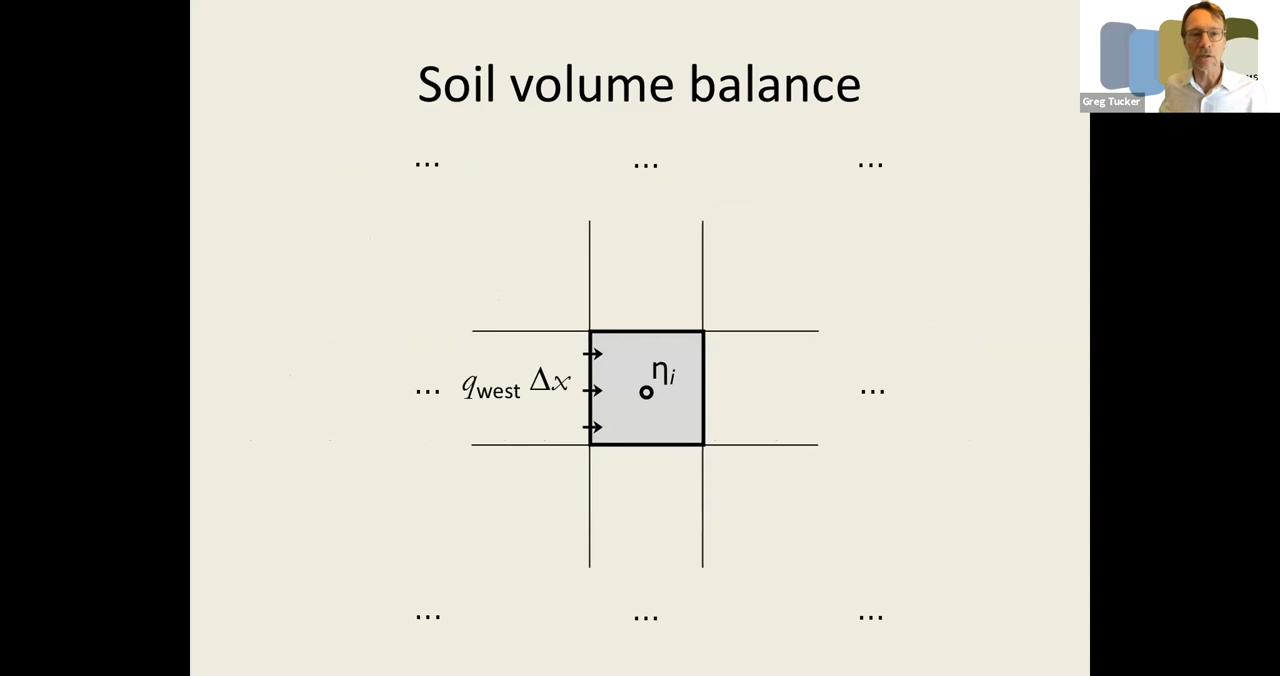 Soil volume balance
... ... ...
... q_west Δx η_i ...
... ... ...
Greg Tucker